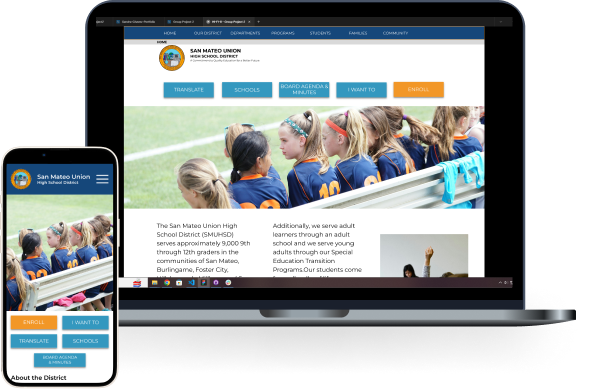 HOME OUR DISTRICT DEPARTMENTS PROGRAMS STUDENTS FAMILIES COMMUNITY
HOME
SAN MATEO UNION
HIGH SCHOOL DISTRICT
TRANSLATE
SCHOOLS
BOARD AGENDA &
MINUTES
I WANT TO
ENROLL
10
The San Mateo Union High
School District (SMUHSD)
serves approximately 9,000 9th
through 12th graders in the
communities of San Mateo,
Burlingame, Foster City,
Additionally, we serve adult
learners through an adult
school and we serve young
adults through our Special
Education Transition
Programs.Our students come
San Mateo Union
High School District
ENROLL
I WANT TO
TRANSLATE
SCHOOLS
BOARD AGENDA
& MINUTES
About the District